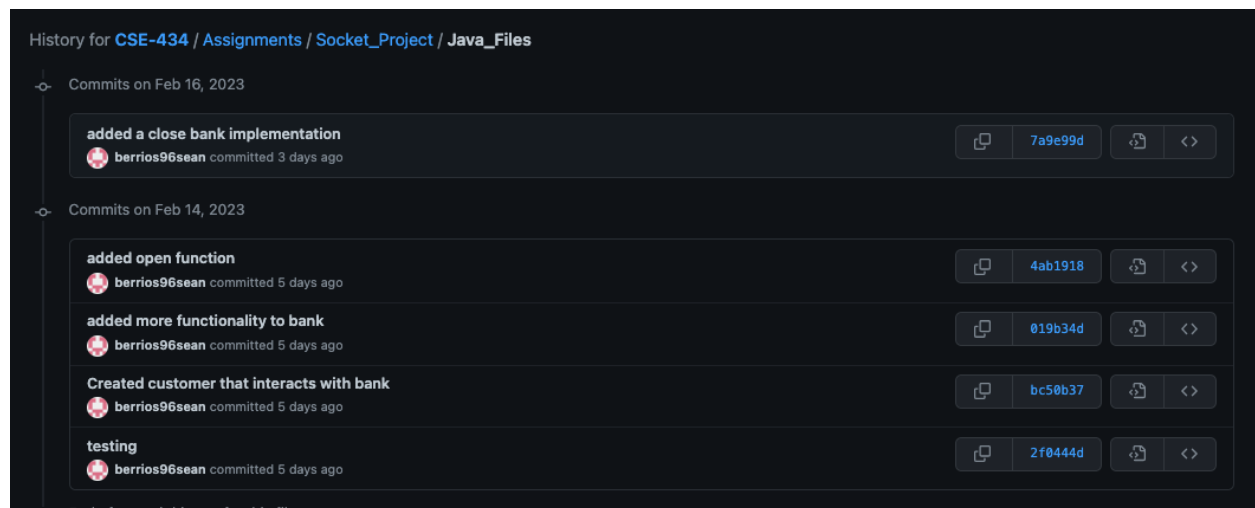 History for CSE-434 / Assignments / Socket_Project / Java_Files
Commits on Feb 16, 2023
added a close bank implementation
7a9e99d
berrios96sean committed 3 days ago
Commits on Feb 14, 2023
added open function
4ab1918
berrios96sean committed 5 days ago
added more functionality to bank
019b34d
berrios96sean committed 5 days ago
Created customer that interacts with bank
bc50b37
berrios96sean committed 5 days ago
testing
2f0444d
berrios96sean committed 5 days ago